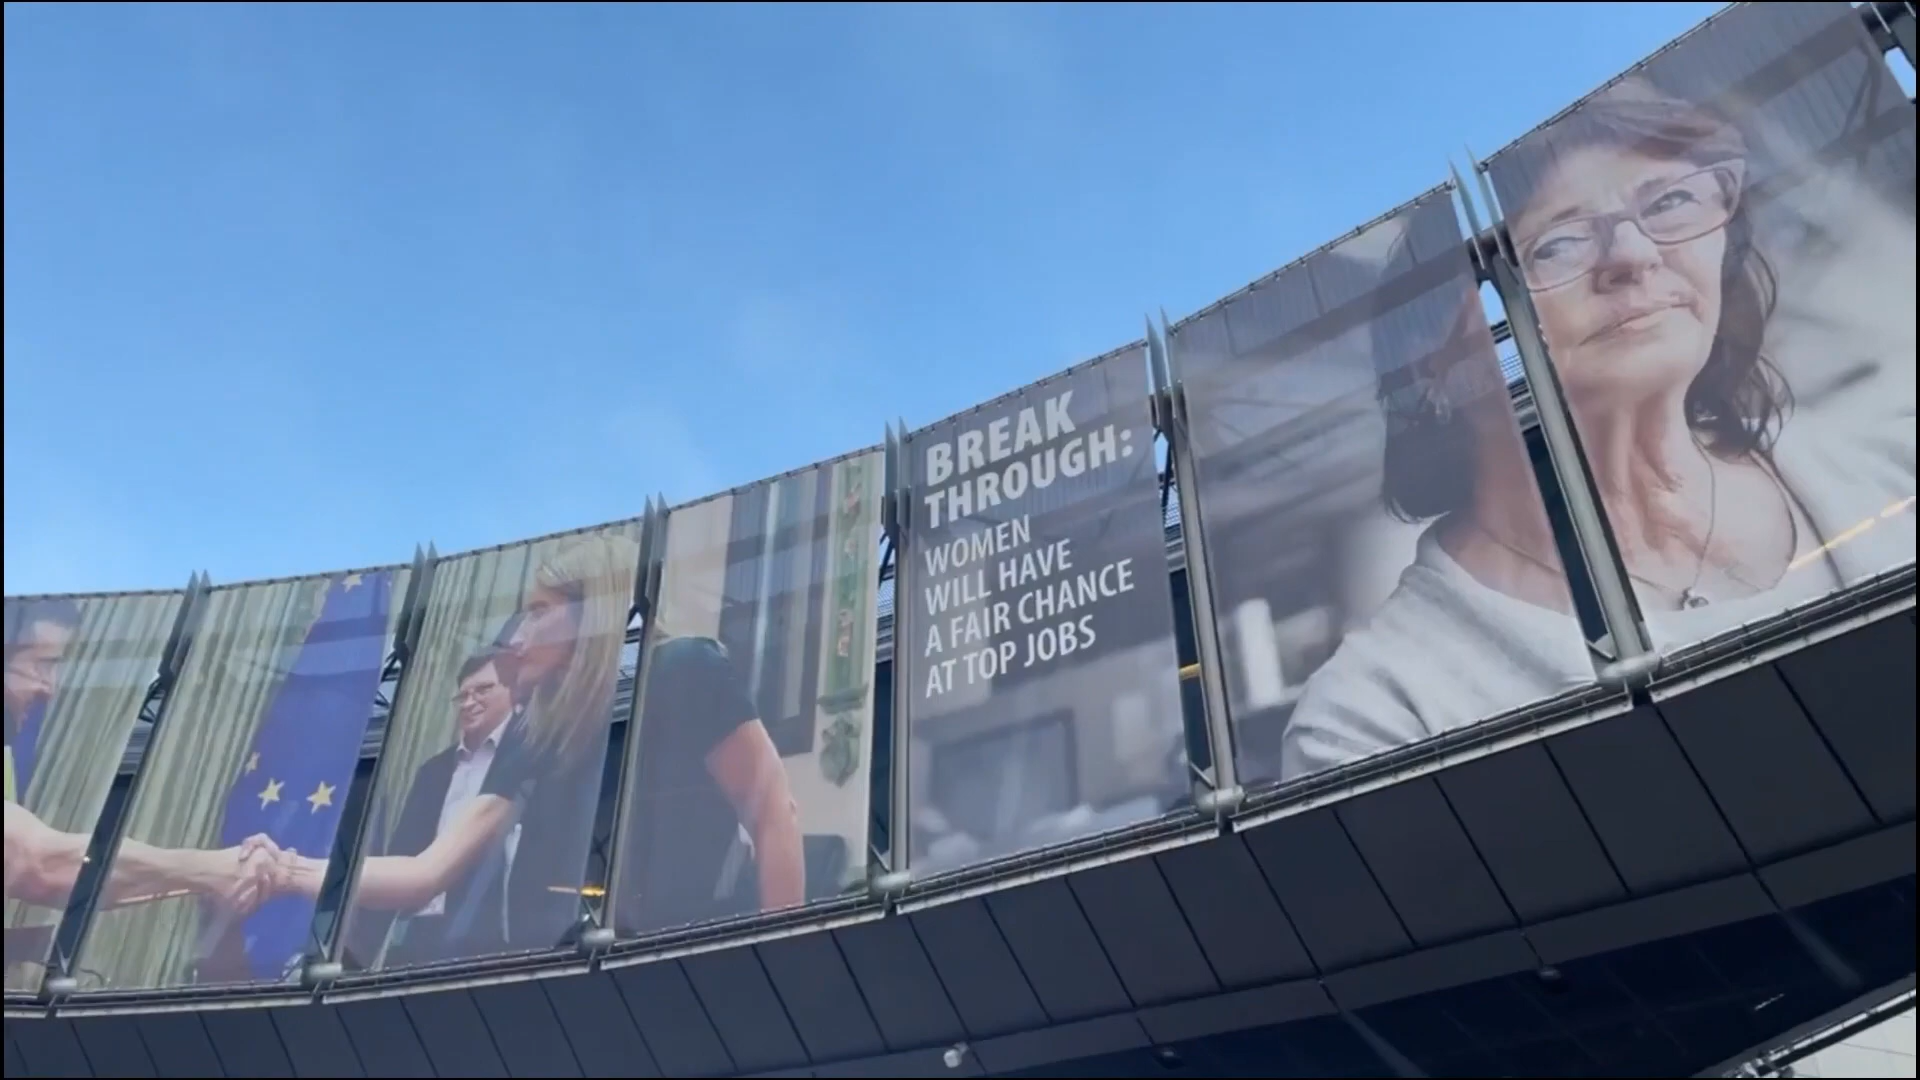 BREAK
THROUGH:
WOMEN
WILL HAVE
A FAIR CHANCE
AT TOP JOBS